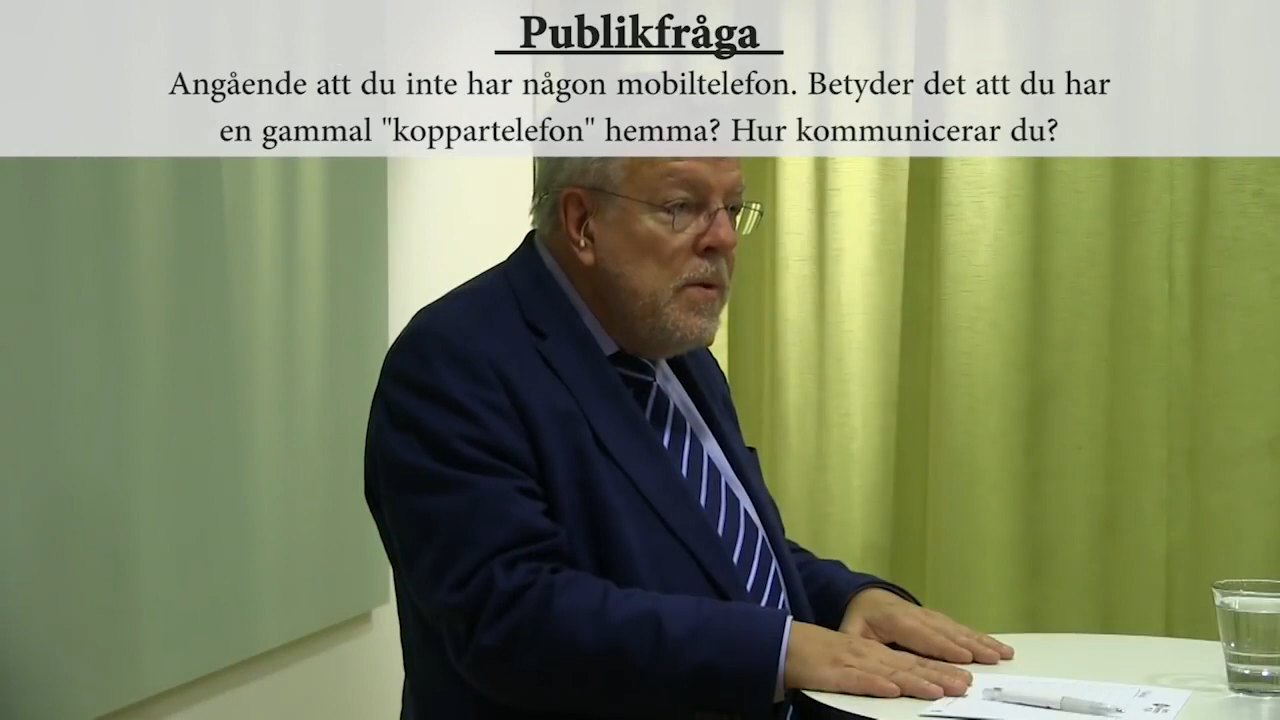 Publikfråga
Angående att du inte har någon mobiltelefon. Betyder det att du har
en gammal "koppartelefon" hemma? Hur kommunicerar du?